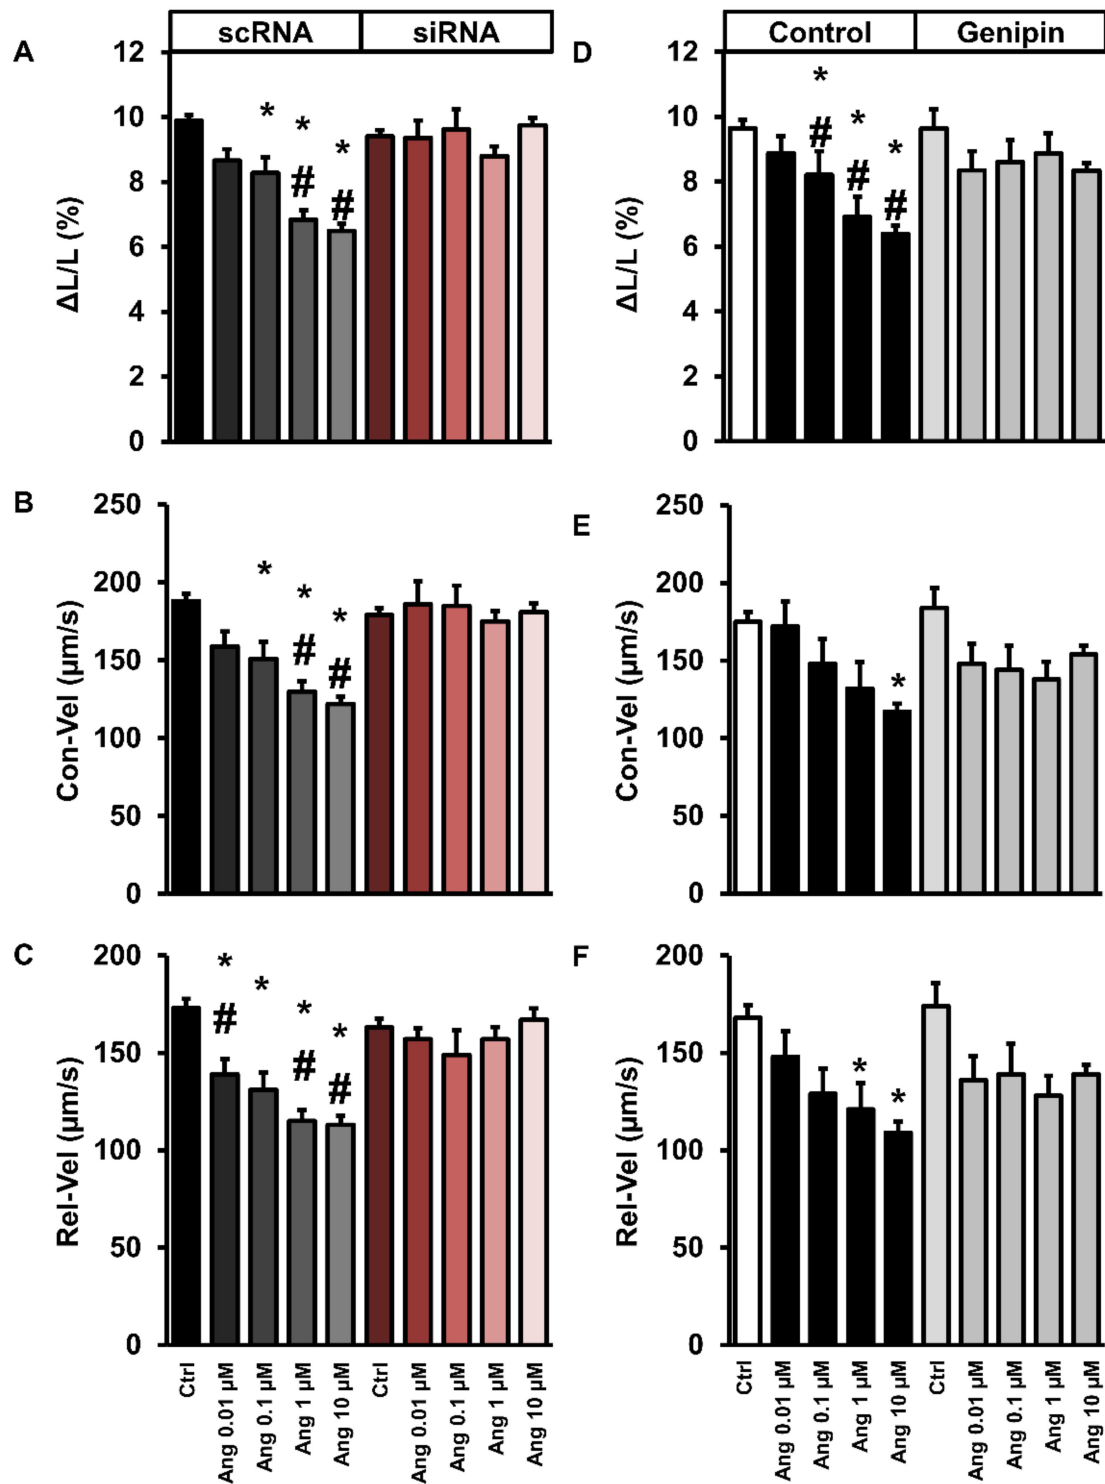 A
scRNA
siRNA
12
10
8
6
4
2
0
ΔL/L (%)
* * *
# #
D
Control
Genipin
12
10
8
6
4
2
0
ΔL/L (%)
* * *
# # #
B
250
200
150
100
50
0
Con-Vel (µm/s)
* * *
# #
E
250
200
150
100
50
0
Con-Vel (µm/s)
*
C
200
150
100
50
0
Rel-Vel (µm/s)
* * * *
# # #
Ctrl
Ang 0.01 µM
Ang 0.1 µM
Ang 1 µM
Ang 10 µM
Ctrl
Ang 0.01 µM
Ang 0.1 µM
Ang 1 µM
Ang 10 µM
F
200
150
100
50
0
Rel-Vel (µm/s)
* *
Ctrl
Ang 0.01 µM
Ang 0.1 µM
Ang 1 µM
Ang 10 µM
Ctrl
Ang 0.01 µM
Ang 0.1 µM
Ang 1 µM
Ang 10 µM